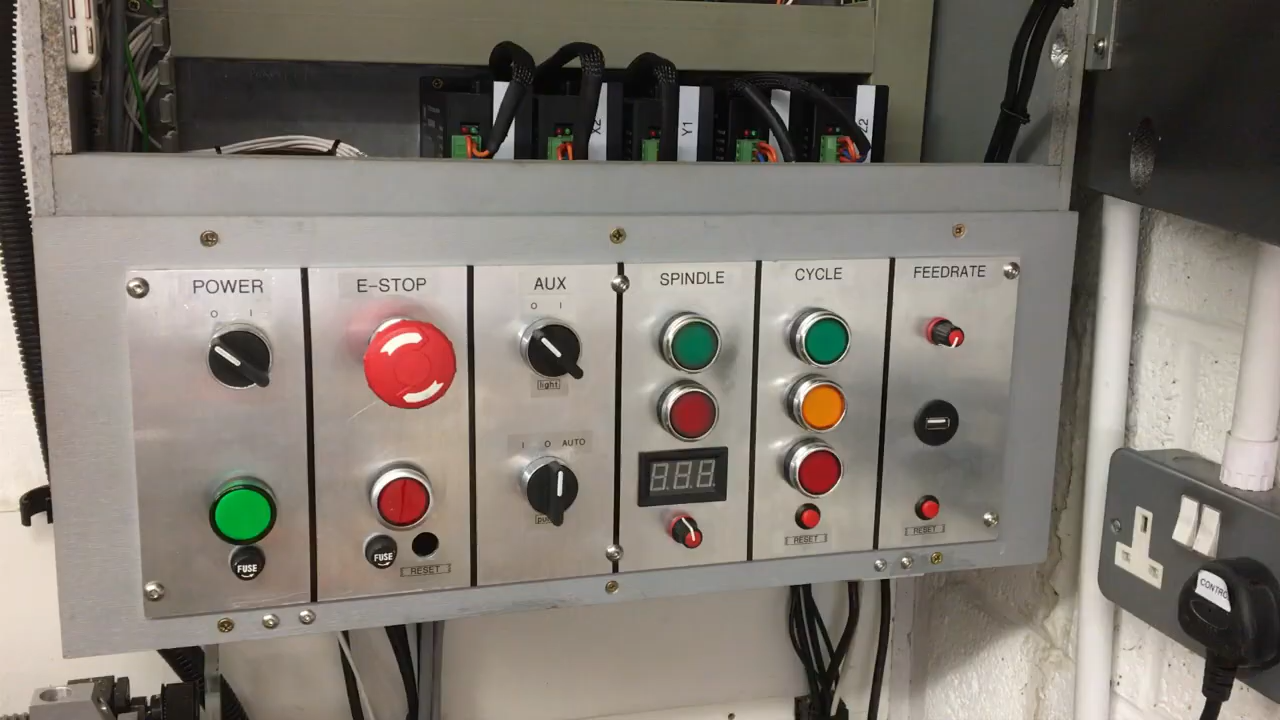 X2
Y1
Z2
POWER
O I
FUSE
E-STOP
FUSE
RESET
AUX
O I
light
I O AUTO
SPINDLE
8.8.8.
CYCLE
RESET
FEEDRATE
RESET